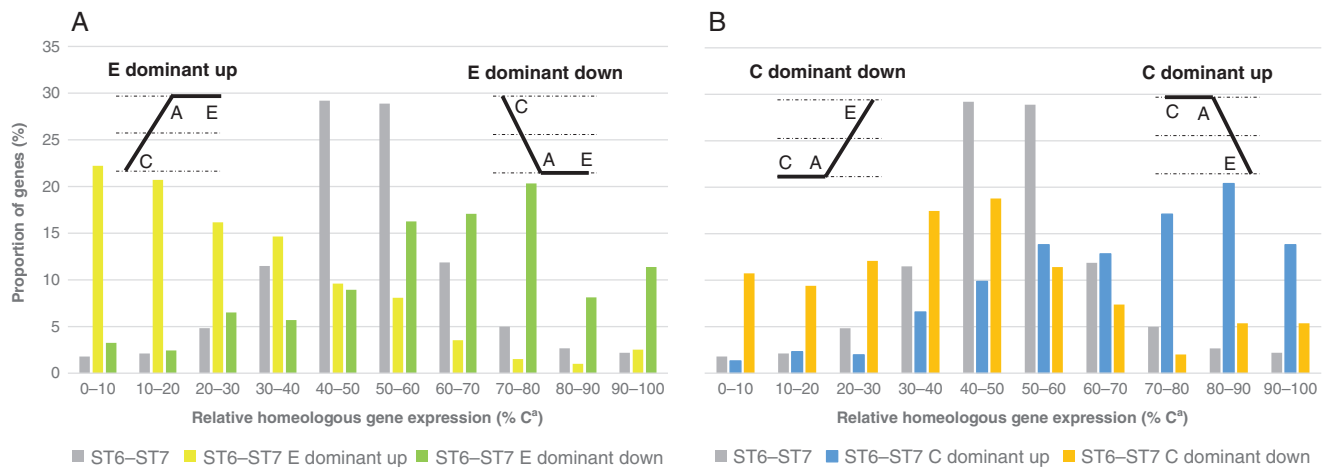 A
35
30
25
20
15
10
5
0
Proportion of genes (%)
E dominant up
A E
C
E dominant down
C
A E
0–10 10–20 20–30 30–40 40–50 50–60 60–70 70–80 80–90 90–100
Relative homeologous gene expression (% Cª)
ST6–ST7 ST6–ST7 E dominant up ST6–ST7 E dominant down
B
C dominant down
E
C A
C dominant up
C A
E
0–10 10–20 20–30 30–40 40–50 50–60 60–70 70–80 80–90 90–100
Relative homeologous gene expression (% Cª)
ST6–ST7 ST6–ST7 C dominant up ST6–ST7 C dominant down